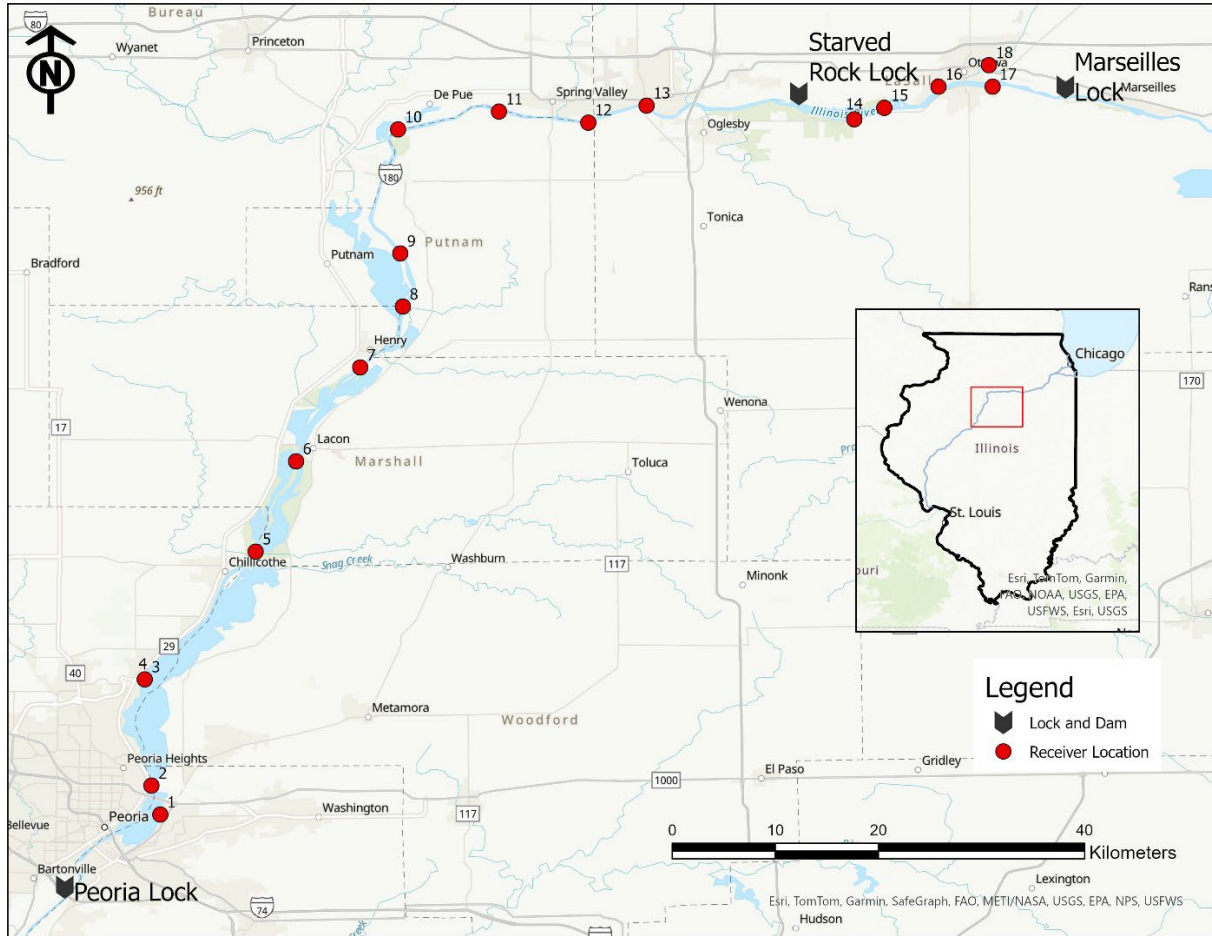 Bureau
80
Wyanet
Princeton
N
De Pue
11
Spring Valley
13
12
10
Starved
Rock Lock
18
Ottawa
LaSalle
16
17
Marseilles
Lock
Marseilles
Oglesby
Illinois River
14
15
180
956 ft
Tonica
Putnam
Putnam
9
Bradford
8
Henry
7
Wenona
170
17
Lacon
6
Marshall
Toluca
5
Chillicothe
Snag Creek
Washburn
117
Minonk
29
40
4
3
Metamora
Woodford
Peoria Heights
2
1
Peoria
Washington
117
1000
El Paso
Gridley
Bartonville
Peoria Lock
74
Chicago
Illinois
St. Louis
Esri, TomTom, Garmin,
FAO, NOAA, USGS, EPA,
USFWS, Esri, USGS
Legend
Lock and Dam
Receiver Location
0 10 20 40
Kilometers
Lexington
Hudson
Esri, TomTom, Garmin, SafeGraph, FAO, METI/NASA, USGS, EPA, NPS, USFWS